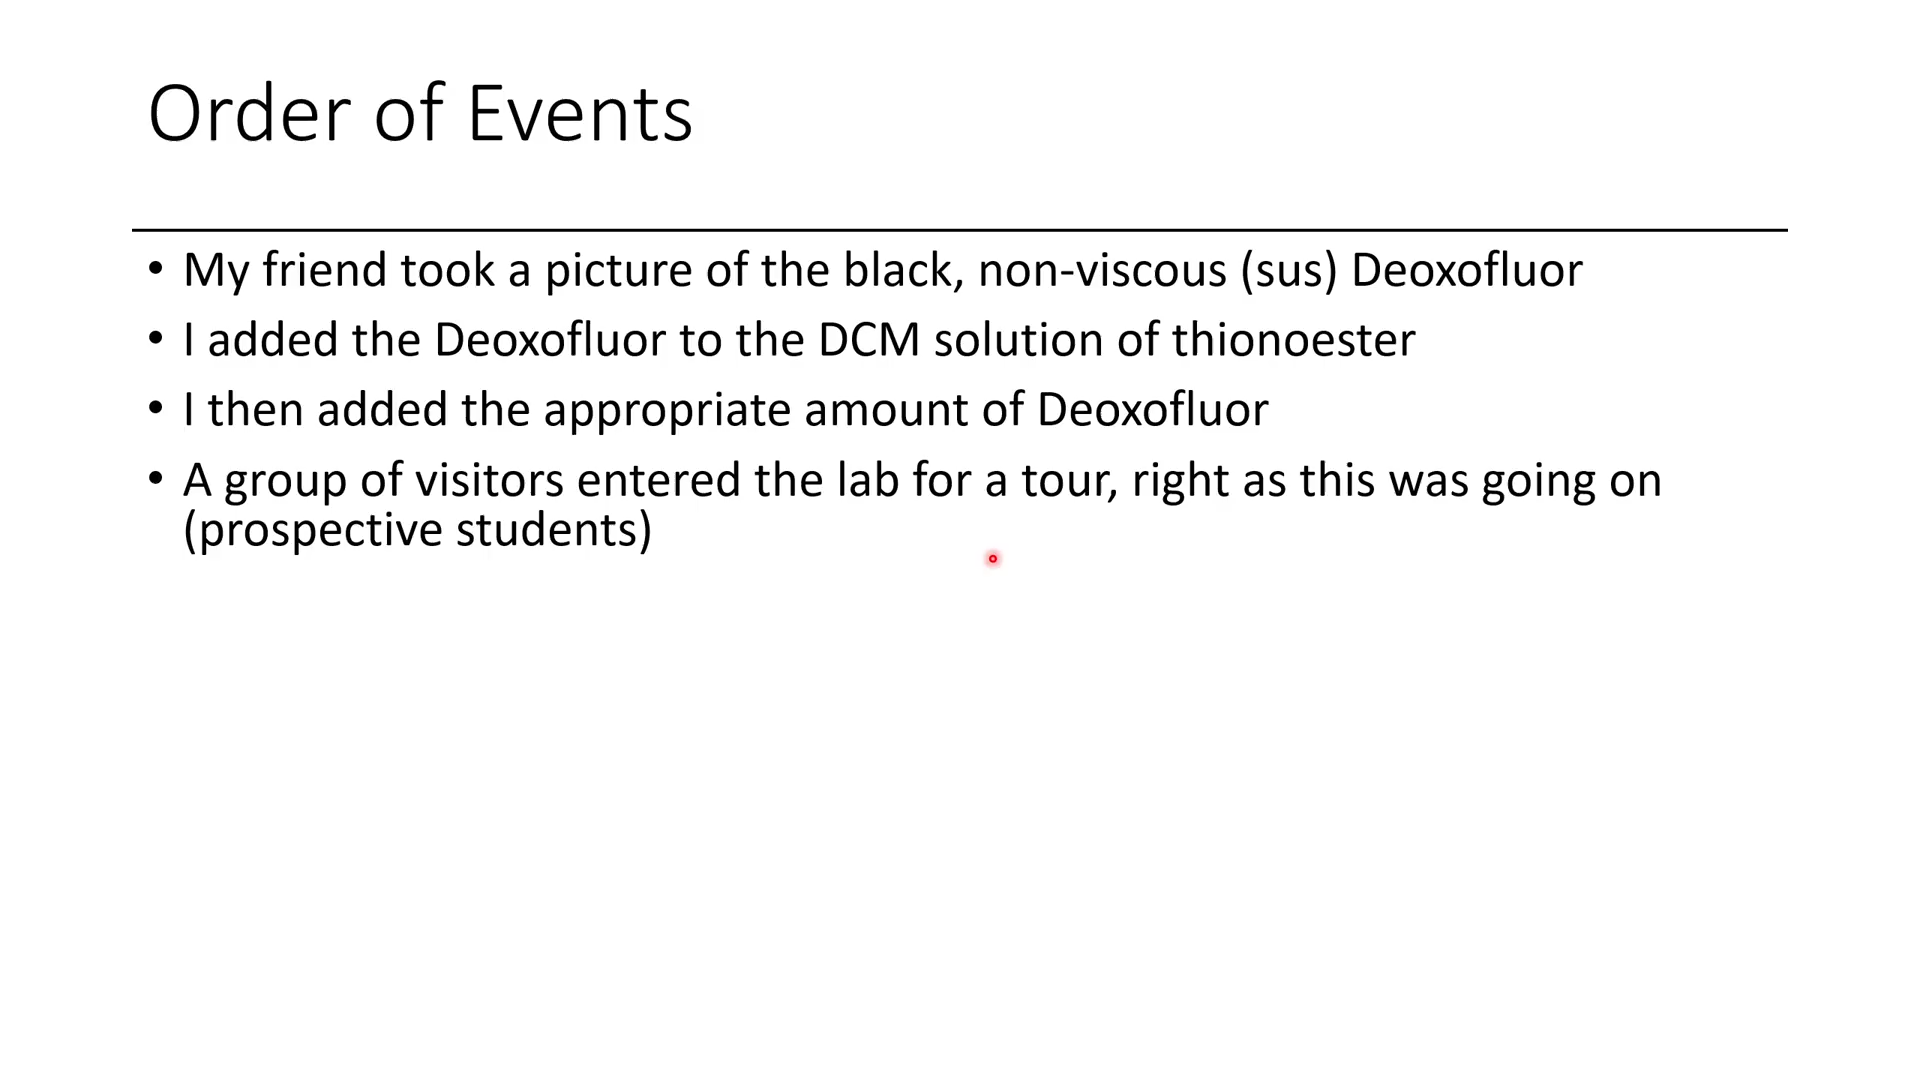 Order of Events
• My friend took a picture of the black, non-viscous (sus) Deoxofluor
• I added the Deoxofluor to the DCM solution of thionoester
• I then added the appropriate amount of Deoxofluor
• A group of visitors entered the lab for a tour, right as this was going on
(prospective students)